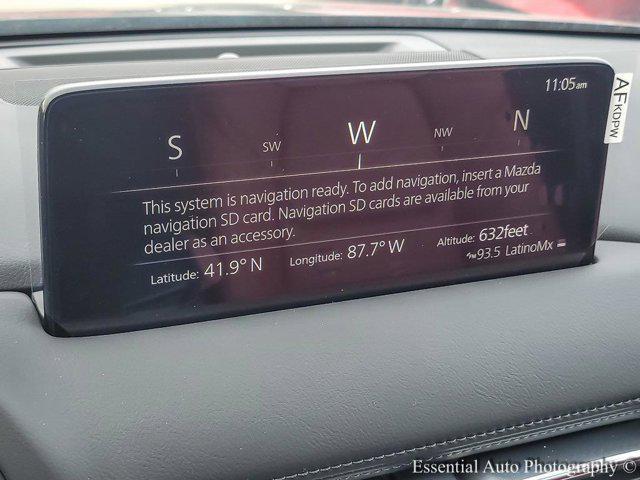 11:05am
S SW W NW N
This system is navigation ready. To add navigation, insert a Mazda
navigation SD card. Navigation SD cards are available from your
dealer as an accessory.
Latitude: 41.9° N Longitude: 87.7° W Altitude: 632feet
FM 93.5 LatinoMx
AFKDPW
Essential Auto Photography ©